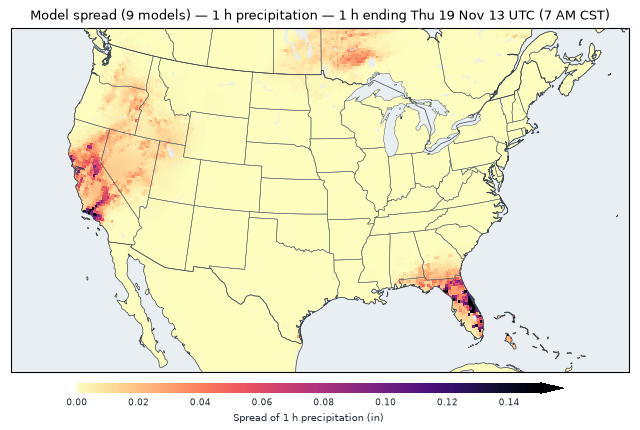 Model spread (9 models) — 1 h precipitation — 1 h ending Thu 19 Nov 13 UTC (7 AM CST)
0.00 0.02 0.04 0.06 0.08 0.10 0.12 0.14
Spread of 1 h precipitation (in)